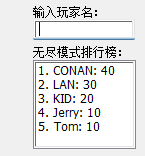 输入玩家名:
无尽模式排行榜:
1. CONAN: 40
2. LAN: 30
3. KID: 20
4. Jerry: 10
5. Tom: 10